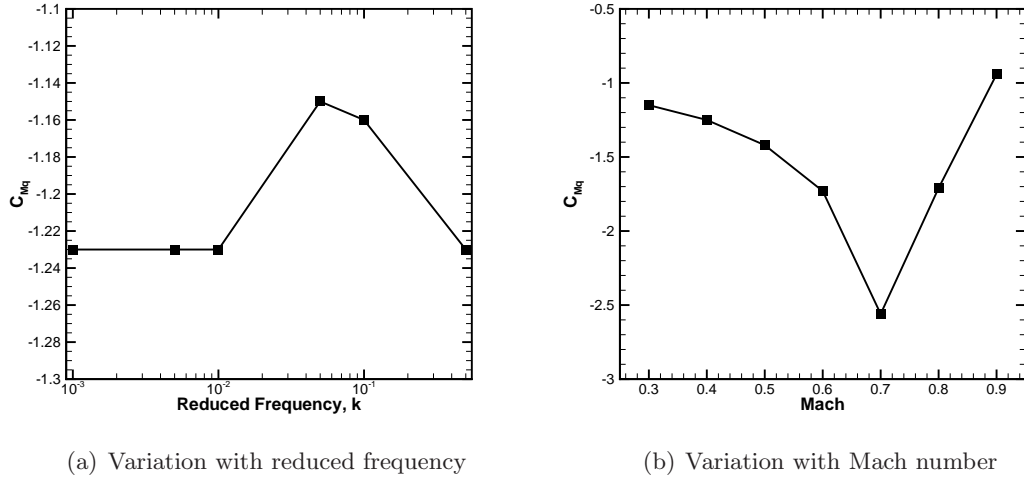 -1.1
-1.12
-1.14
-1.16
-1.18
-1.2
-1.22
-1.24
-1.26
-1.28
-1.3
C_Mq
10^-3 10^-2 10^-1
Reduced Frequency, k
(a) Variation with reduced frequency
-0.5
-1
-1.5
-2
-2.5
-3
C_Mq
0.3 0.4 0.5 0.6 0.7 0.8 0.9
Mach
(b) Variation with Mach number